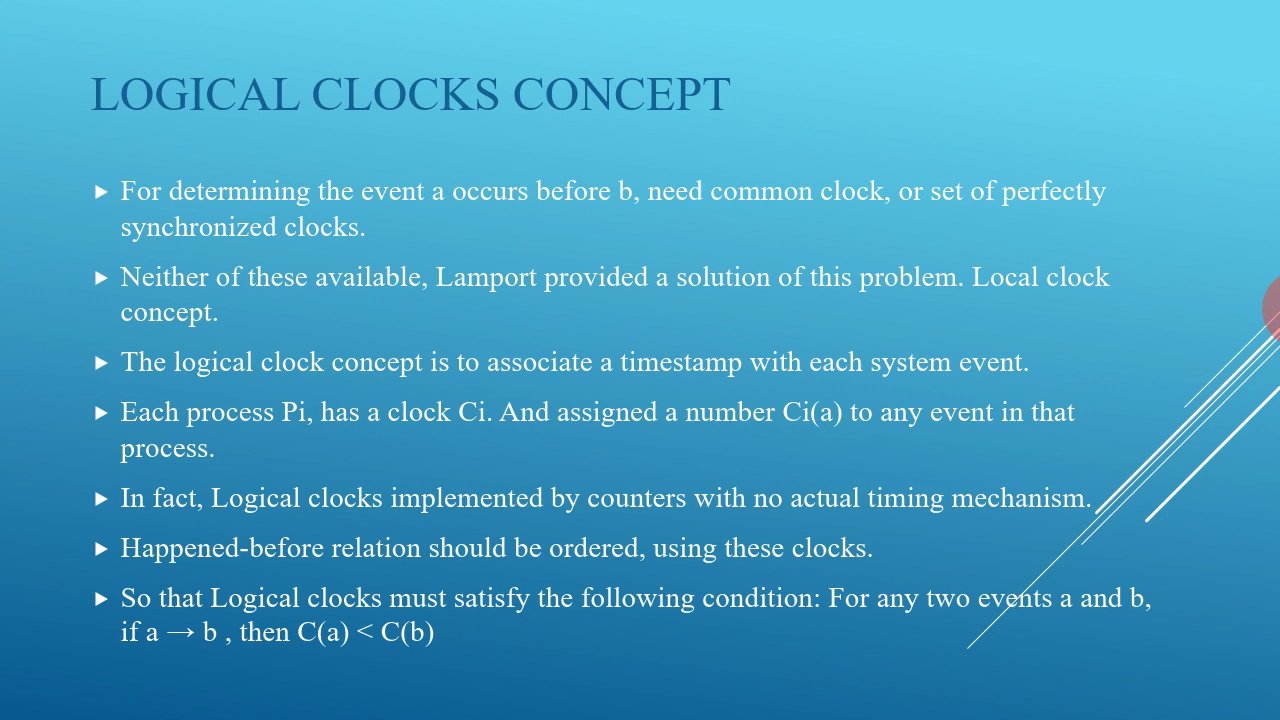 LOGICAL CLOCKS CONCEPT
For determining the event a occurs before b, need common clock, or set of perfectly
synchronized clocks.
Neither of these available, Lamport provided a solution of this problem. Local clock
concept.
The logical clock concept is to associate a timestamp with each system event.
Each process Pi, has a clock Ci. And assigned a number Ci(a) to any event in that
process.
In fact, Logical clocks implemented by counters with no actual timing mechanism.
Happened-before relation should be ordered, using these clocks.
So that Logical clocks must satisfy the following condition: For any two events a and b,
if a → b , then C(a) < C(b)